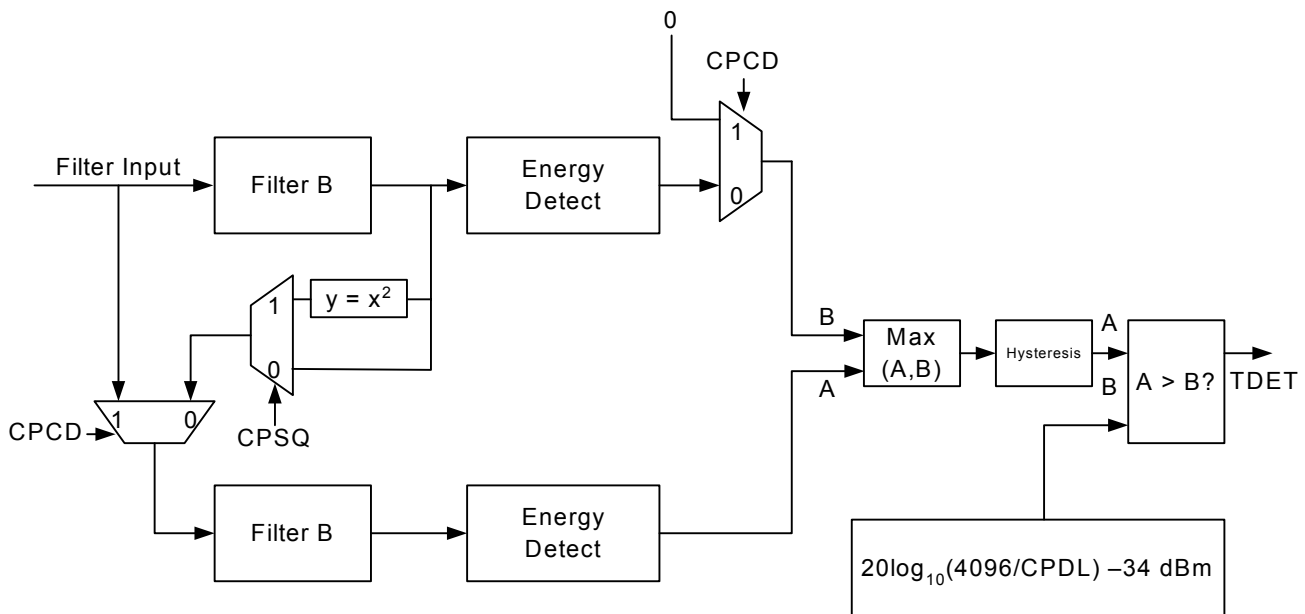 0
CPCD
1
0
Filter Input
Filter B
Energy
Detect
1
y = x²
0
CPSQ
CPCD
1
0
B
A
Max
(A,B)
Hysteresis
A
B
A > B?
TDET
Filter B
Energy
Detect
20log₁₀(4096/CPDL) –34 dBm